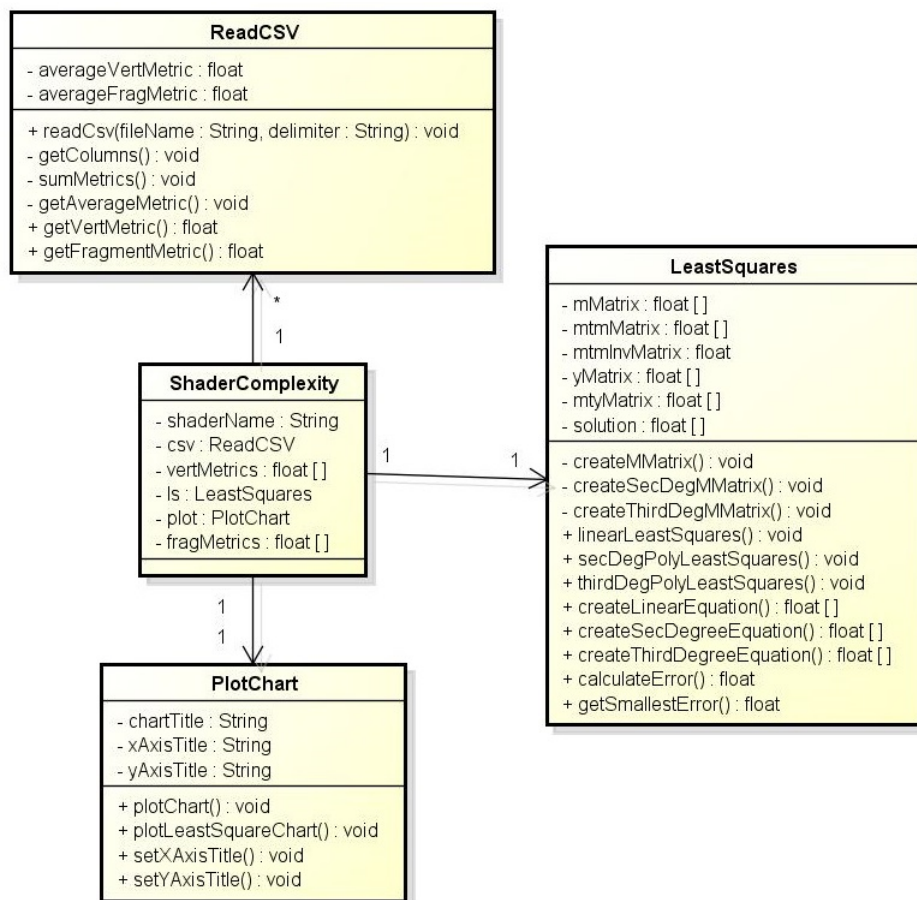 ReadCSV
- averageVertMetric : float
- averageFragMetric : float
+ readCsv(fileName : String, delimiter : String) : void
- getColumns() : void
- sumMetrics() : void
- getAverageMetric() : void
+ getVertMetric() : float
+ getFragmentMetric() : float
*
1
ShaderComplexity
- shaderName : String
- csv : ReadCSV
- vertMetrics : float [ ]
- ls : LeastSquares
- plot : PlotChart
- fragMetrics : float [ ]
1
1
LeastSquares
- mMatrix : float [ ]
- mtmMatrix : float [ ]
- mtmInvMatrix : float
- yMatrix : float [ ]
- mtyMatrix : float [ ]
- solution : float [ ]
- createMMatrix() : void
- createSecDegMMatrix() : void
- createThirdDegMMatrix() : void
+ linearLeastSquares() : void
+ secDegPolyLeastSquares() : void
+ thirdDegPolyLeastSquares() : void
+ createLinearEquation() : float [ ]
+ createSecDegreeEquation() : float [ ]
+ createThirdDegreeEquation() : float [ ]
+ calculateError() : float
+ getSmallestError() : float
1
1
PlotChart
- chartTitle : String
- xAxisTitle : String
- yAxisTitle : String
+ plotChart() : void
+ plotLeastSquareChart() : void
+ setXAxisTitle() : void
+ setYAxisTitle() : void